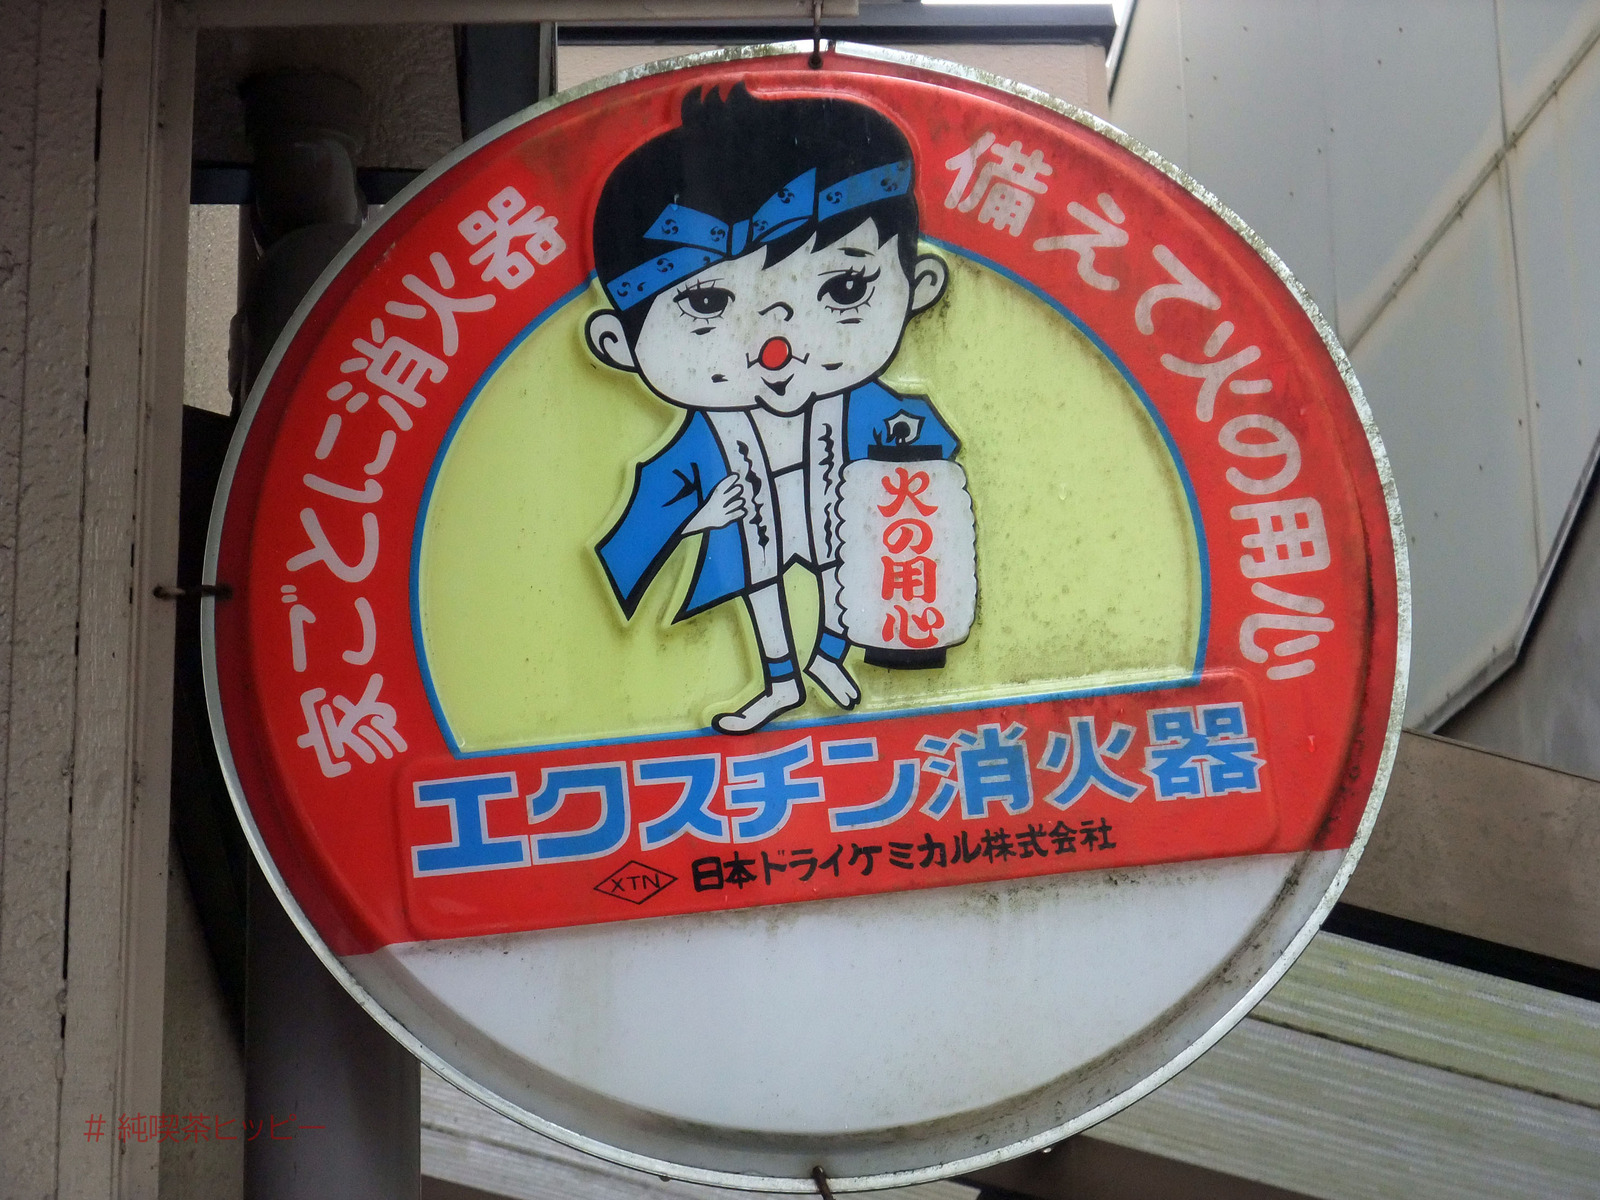 家ごとに消火器
備えて火の用心
火の用心
エクスチン消火器
XTN 日本ドライケミカル株式会社
# 純喫茶ヒッピー